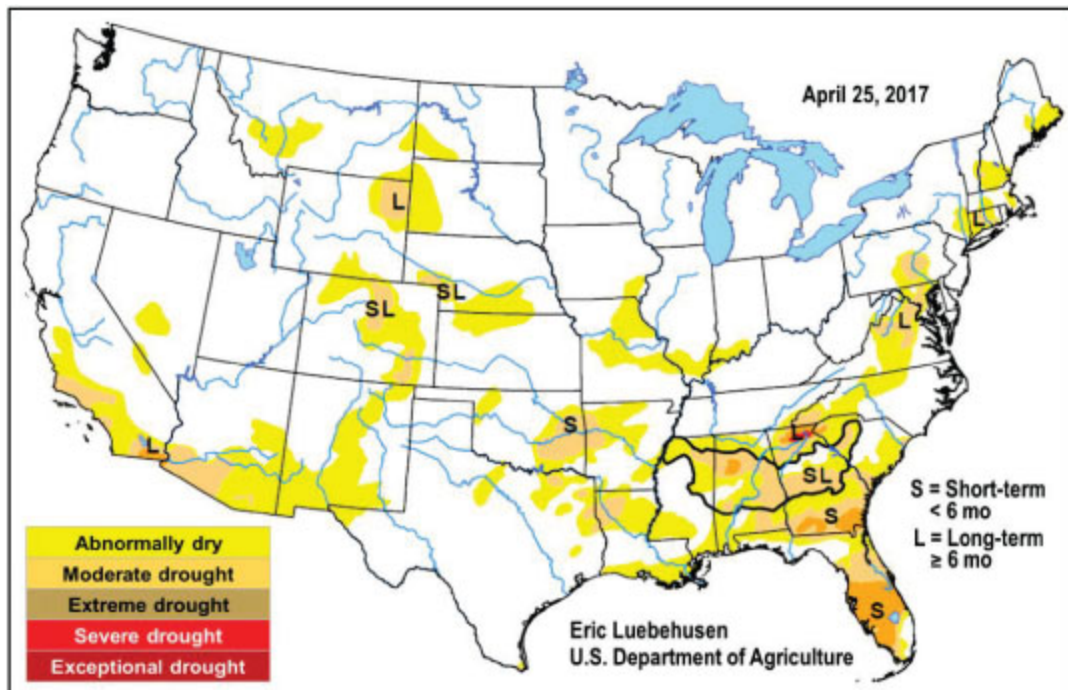 April 25, 2017
L
L
SL
SL
L
S
L
L
SL
S
S
S = Short-term
< 6 mo
L = Long-term
≥ 6 mo
Abnormally dry
Moderate drought
Extreme drought
Severe drought
Exceptional drought
Eric Luebehusen
U.S. Department of Agriculture